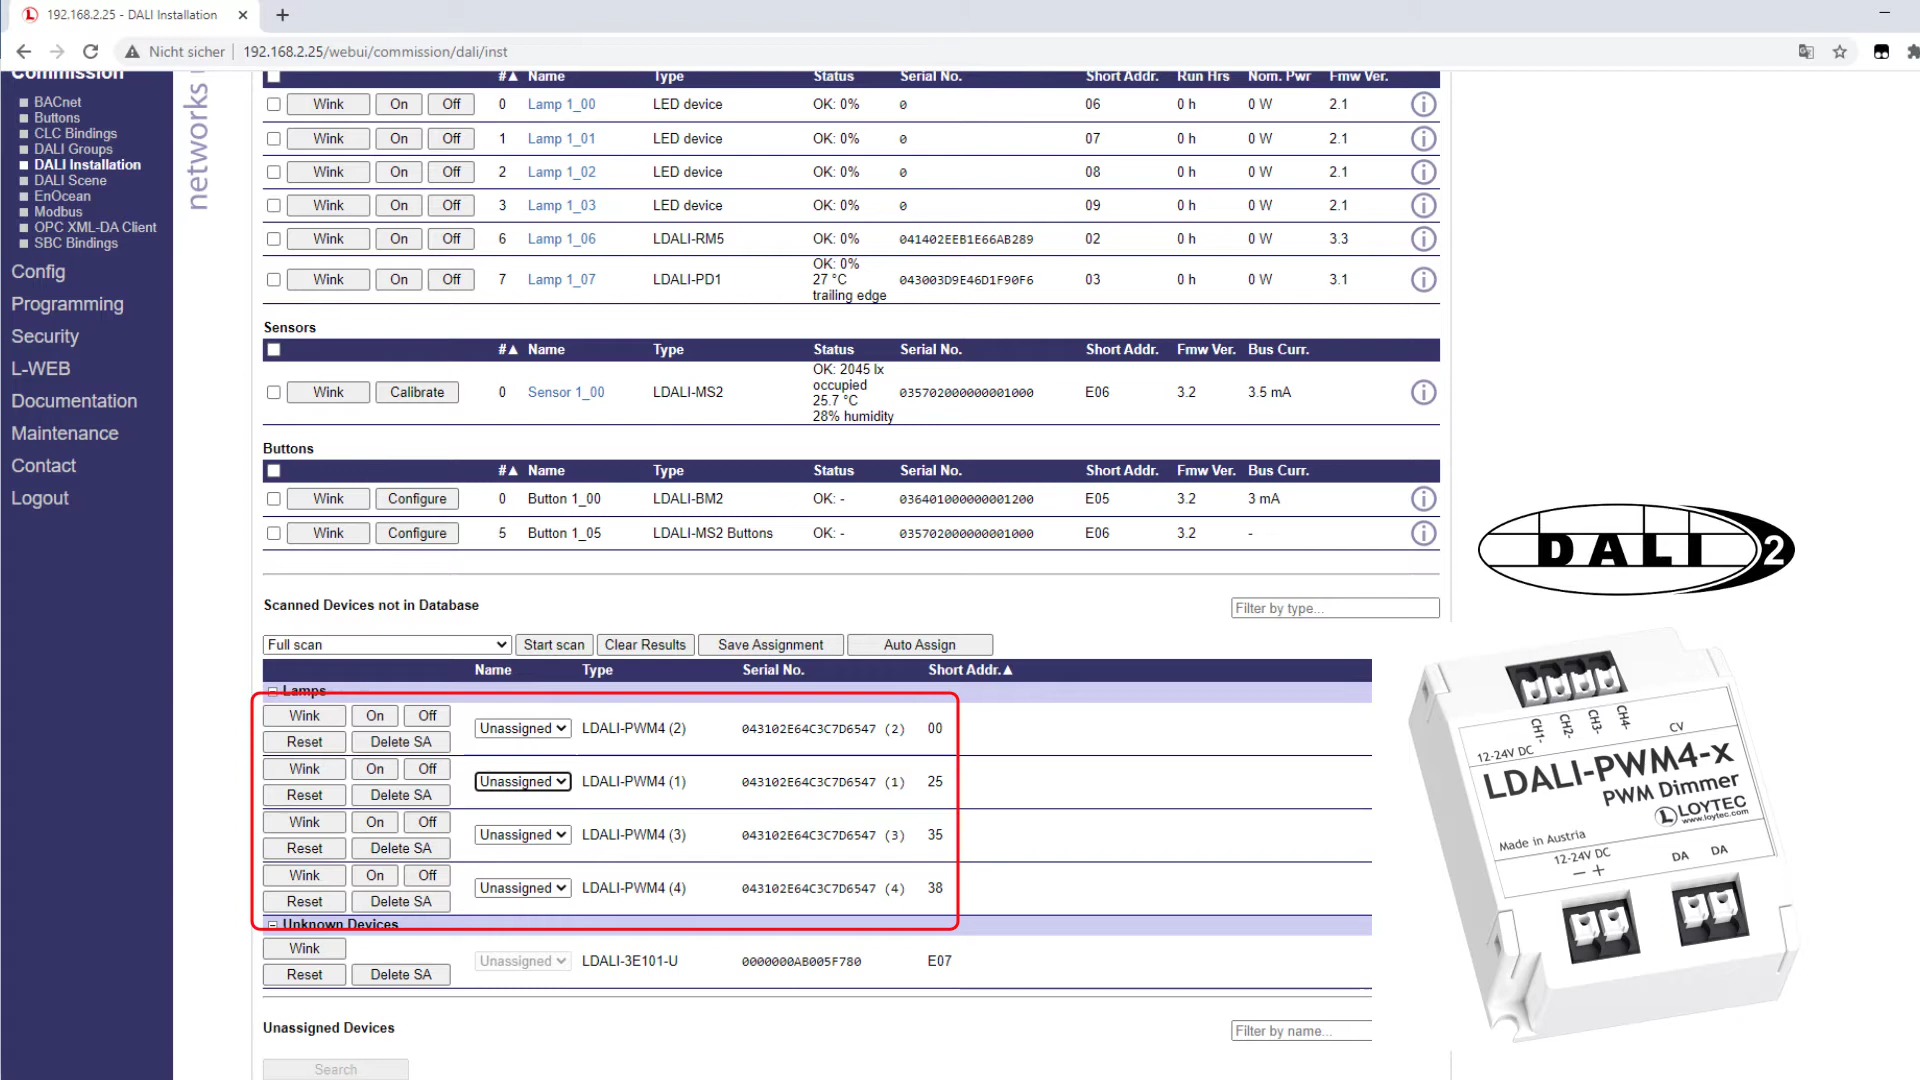 192.168.2.25 - DALI Installation
Nicht sicher 192.168.2.25/webui/commission/dali/inst
Commission
BACnet
Buttons
CLC Bindings
DALI Groups
DALI Installation
DALI Scene
EnOcean
Modbus
OPC XML-DA Client
SBC Bindings
Config
Programming
Security
L-WEB
Documentation
Maintenance
Contact
Logout
networks
# Name Type Status Serial No. Short Addr. Run Hrs Nom. Pwr Fmw Ver.
Wink On Off 0 Lamp 1_00 LED device OK: 0% 0 06 0 h 0 W 2.1
Wink On Off 1 Lamp 1_01 LED device OK: 0% 0 07 0 h 0 W 2.1
Wink On Off 2 Lamp 1_02 LED device OK: 0% 0 08 0 h 0 W 2.1
Wink On Off 3 Lamp 1_03 LED device OK: 0% 0 09 0 h 0 W 2.1
Wink On Off 6 Lamp 1_06 LDALI-RM5 OK: 0% 041402EEB1E66AB289 02 0 h 0 W 3.3
OK: 0%
Wink On Off 7 Lamp 1_07 LDALI-PD1 27 °C 043003D9E46D1F90F6 03 0 h 0 W 3.1
trailing edge
Sensors
#▲ Name Type Status Serial No. Short Addr. Fmw Ver. Bus Curr.
OK: 2045 lx
occupied
Wink Calibrate 0 Sensor 1_00 LDALI-MS2 25.7 °C 035702000000001000 E06 3.2 3.5 mA
28% humidity
Buttons
#▲ Name Type Status Serial No. Short Addr. Fmw Ver. Bus Curr.
Wink Configure 0 Button 1_00 LDALI-BM2 OK: - 036401000000001200 E05 3.2 3 mA
Wink Configure 5 Button 1_05 LDALI-MS2 Buttons OK: - 035702000000001000 E06 3.2 -
Scanned Devices not in Database Filter by type...
Full scan Start scan Clear Results Save Assignment Auto Assign
Name Type Serial No. Short Addr.▲
Lamps
Wink On Off
Reset Delete SA Unassigned LDALI-PWM4 (2) 043102E64C3C7D6547 (2) 00
Wink On Off
Reset Delete SA Unassigned LDALI-PWM4 (1) 043102E64C3C7D6547 (1) 25
Wink On Off
Reset Delete SA Unassigned LDALI-PWM4 (3) 043102E64C3C7D6547 (3) 35
Wink On Off
Reset Delete SA Unassigned LDALI-PWM4 (4) 043102E64C3C7D6547 (4) 38
Unknown Devices
Wink
Reset Delete SA Unassigned LDALI-3E101-U 0000000AB005F780 E07
Unassigned Devices Filter by name...
Search
DALI 2
CH1- CH2- CH3- CH4- CV
12-24V DC
LDALI-PWM4-x
PWM Dimmer
LOYTEC
www.loytec.com
Made in Austria
12-24V DC
– +
DA DA